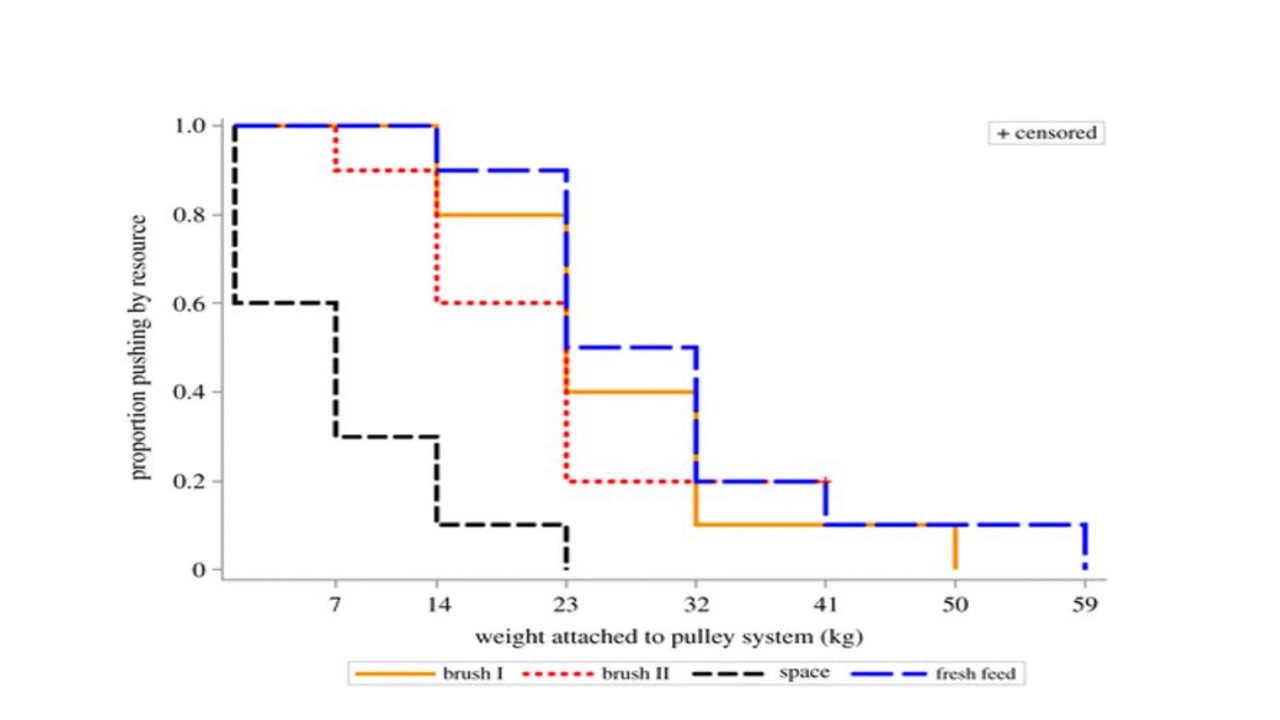 1.0
+ censored
0.8
0.6
0.4
0.2
0
proportion pushing by resource
7 14 23 32 41 50 59
weight attached to pulley system (kg)
brush I brush II space fresh feed